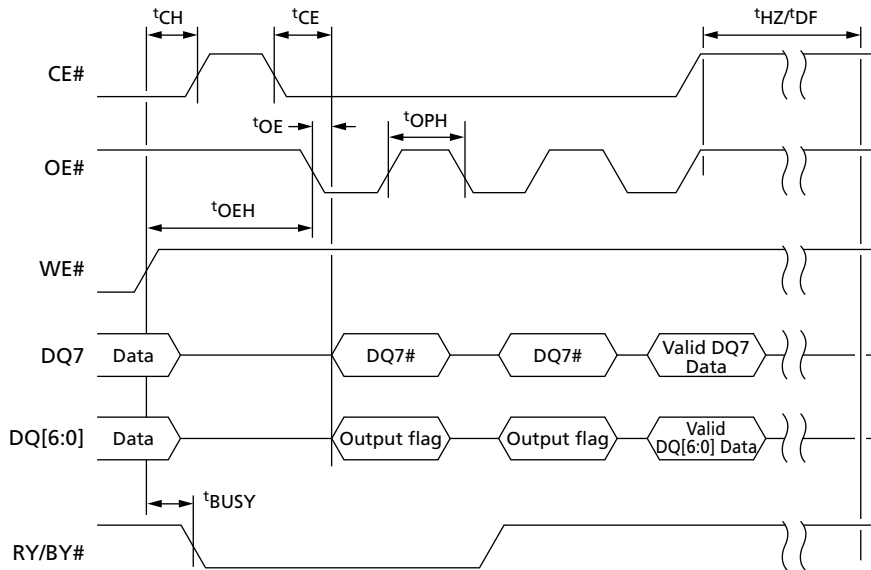 tCH tCE tHZ/tDF
CE#
tOE tOPH
OE#
tOEH
WE#
DQ7 Data DQ7# DQ7# Valid DQ7
Data
DQ[6:0] Data Output flag Output flag Valid
DQ[6:0] Data
tBUSY
RY/BY#